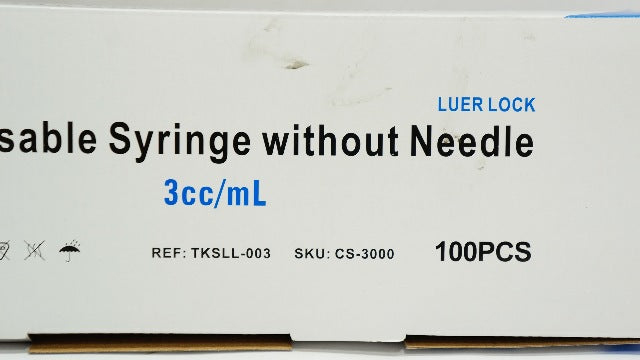 LUER LOCK
sable Syringe without Needle
3cc/mL
REF: TKSLL-003 SKU: CS-3000 100PCS